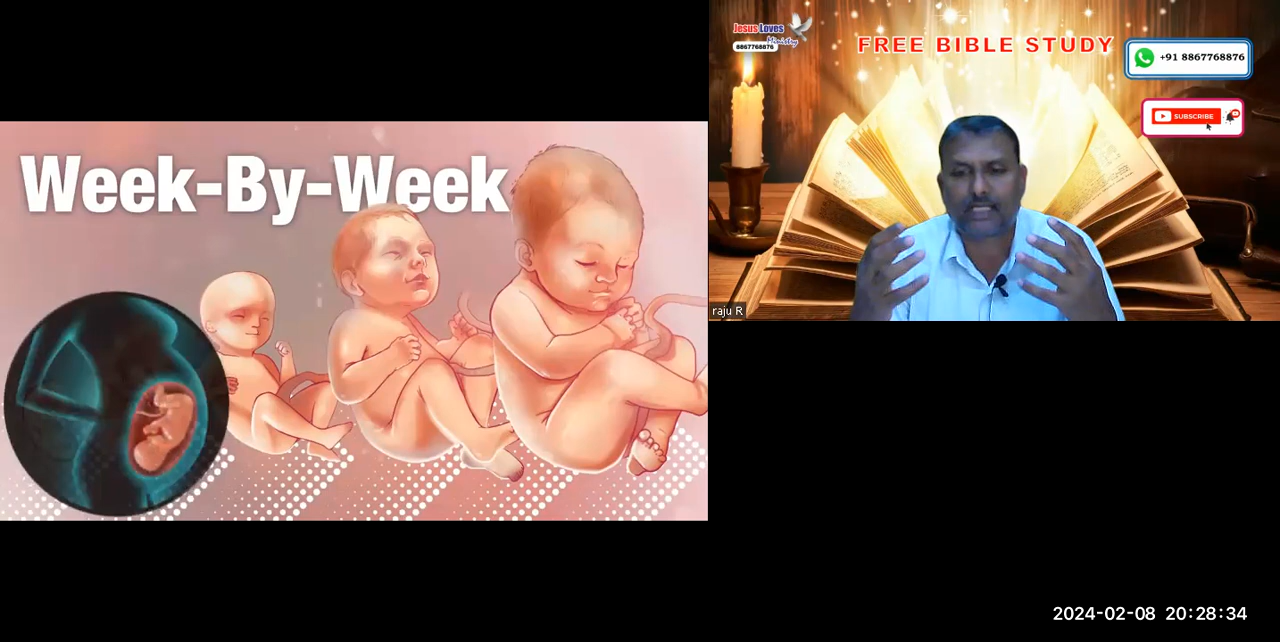 Week-By-Week
Jesus Loves
Ministry
8867768876
FREE BIBLE STUDY
+91 8867768876
SUBSCRIBE
raju R
2024-02-08 20:28:34